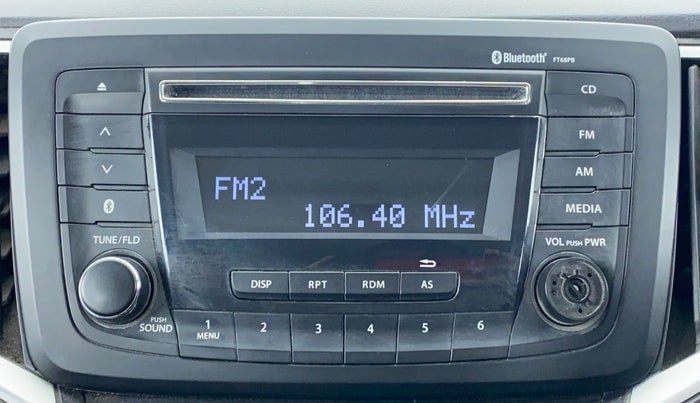 Bluetooth® FT68PB
CD
FM
AM
MEDIA
FM2
106.40 MHz
TUNE/FLD
VOL PUSH PWR
DISP RPT RDM AS
PUSH SOUND
1 MENU 2 3 4 5 6